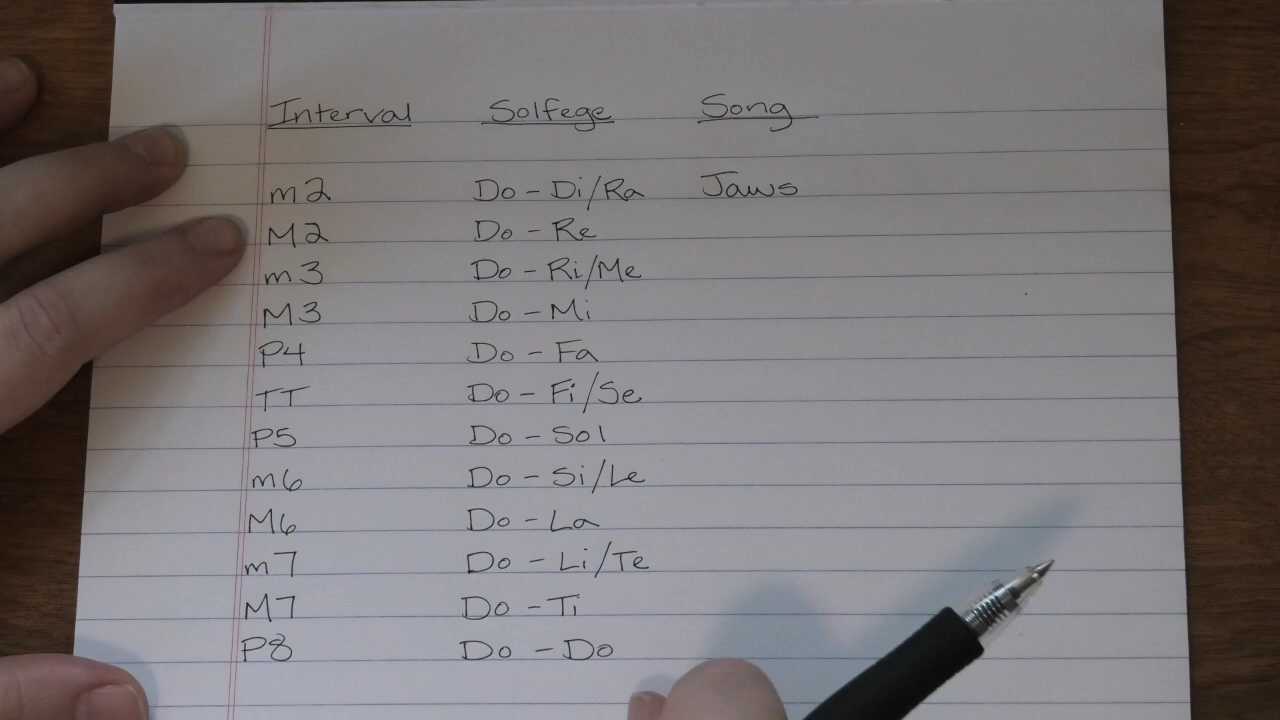 Interval Solfege Song
m2 Do - Di/Ra Jaws
M2 Do - Re
m3 Do - Ri/Me
M3 Do - Mi
P4 Do - Fa
TT Do - Fi/Se
P5 Do - Sol
m6 Do - Si/Le
M6 Do - La
m7 Do - Li/Te
M7 Do - Ti
P8 Do - Do